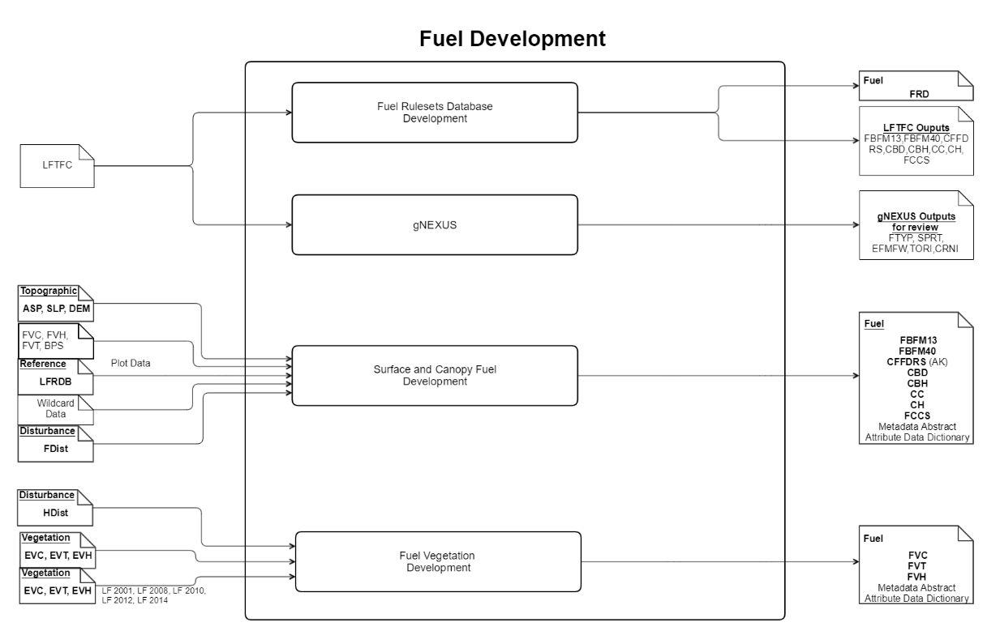 Fuel Development
Fuel Rulesets Database
Development
Fuel
FRD
LFTFC Ouputs
FBFM13,FBFM40,CFFD
RS,CBD,CBH,CC,CH,
FCCS
LFTFC
gNEXUS
gNEXUS Outputs
for review
FTYP, SPRT,
EFMFW,TORI,CRNI
Topographic
ASP, SLP, DEM
FVC, FVH,
FVT, BPS
Reference
LFRDB
Plot Data
Wildcard
Data
Disturbance
FDist
Surface and Canopy Fuel
Development
Fuel
FBFM13
FBFM40
CFFDRS (AK)
CBD
CBH
CC
CH
FCCS
Metadata Abstract
Attribute Data Dictionary
Disturbance
HDist
Vegetation
EVC, EVT, EVH
Vegetation
EVC, EVT, EVH
LF 2001, LF 2008, LF 2010,
LF 2012, LF 2014
Fuel Vegetation
Development
Fuel
FVC
FVT
FVH
Metadata Abstract
Attribute Data Dictionary